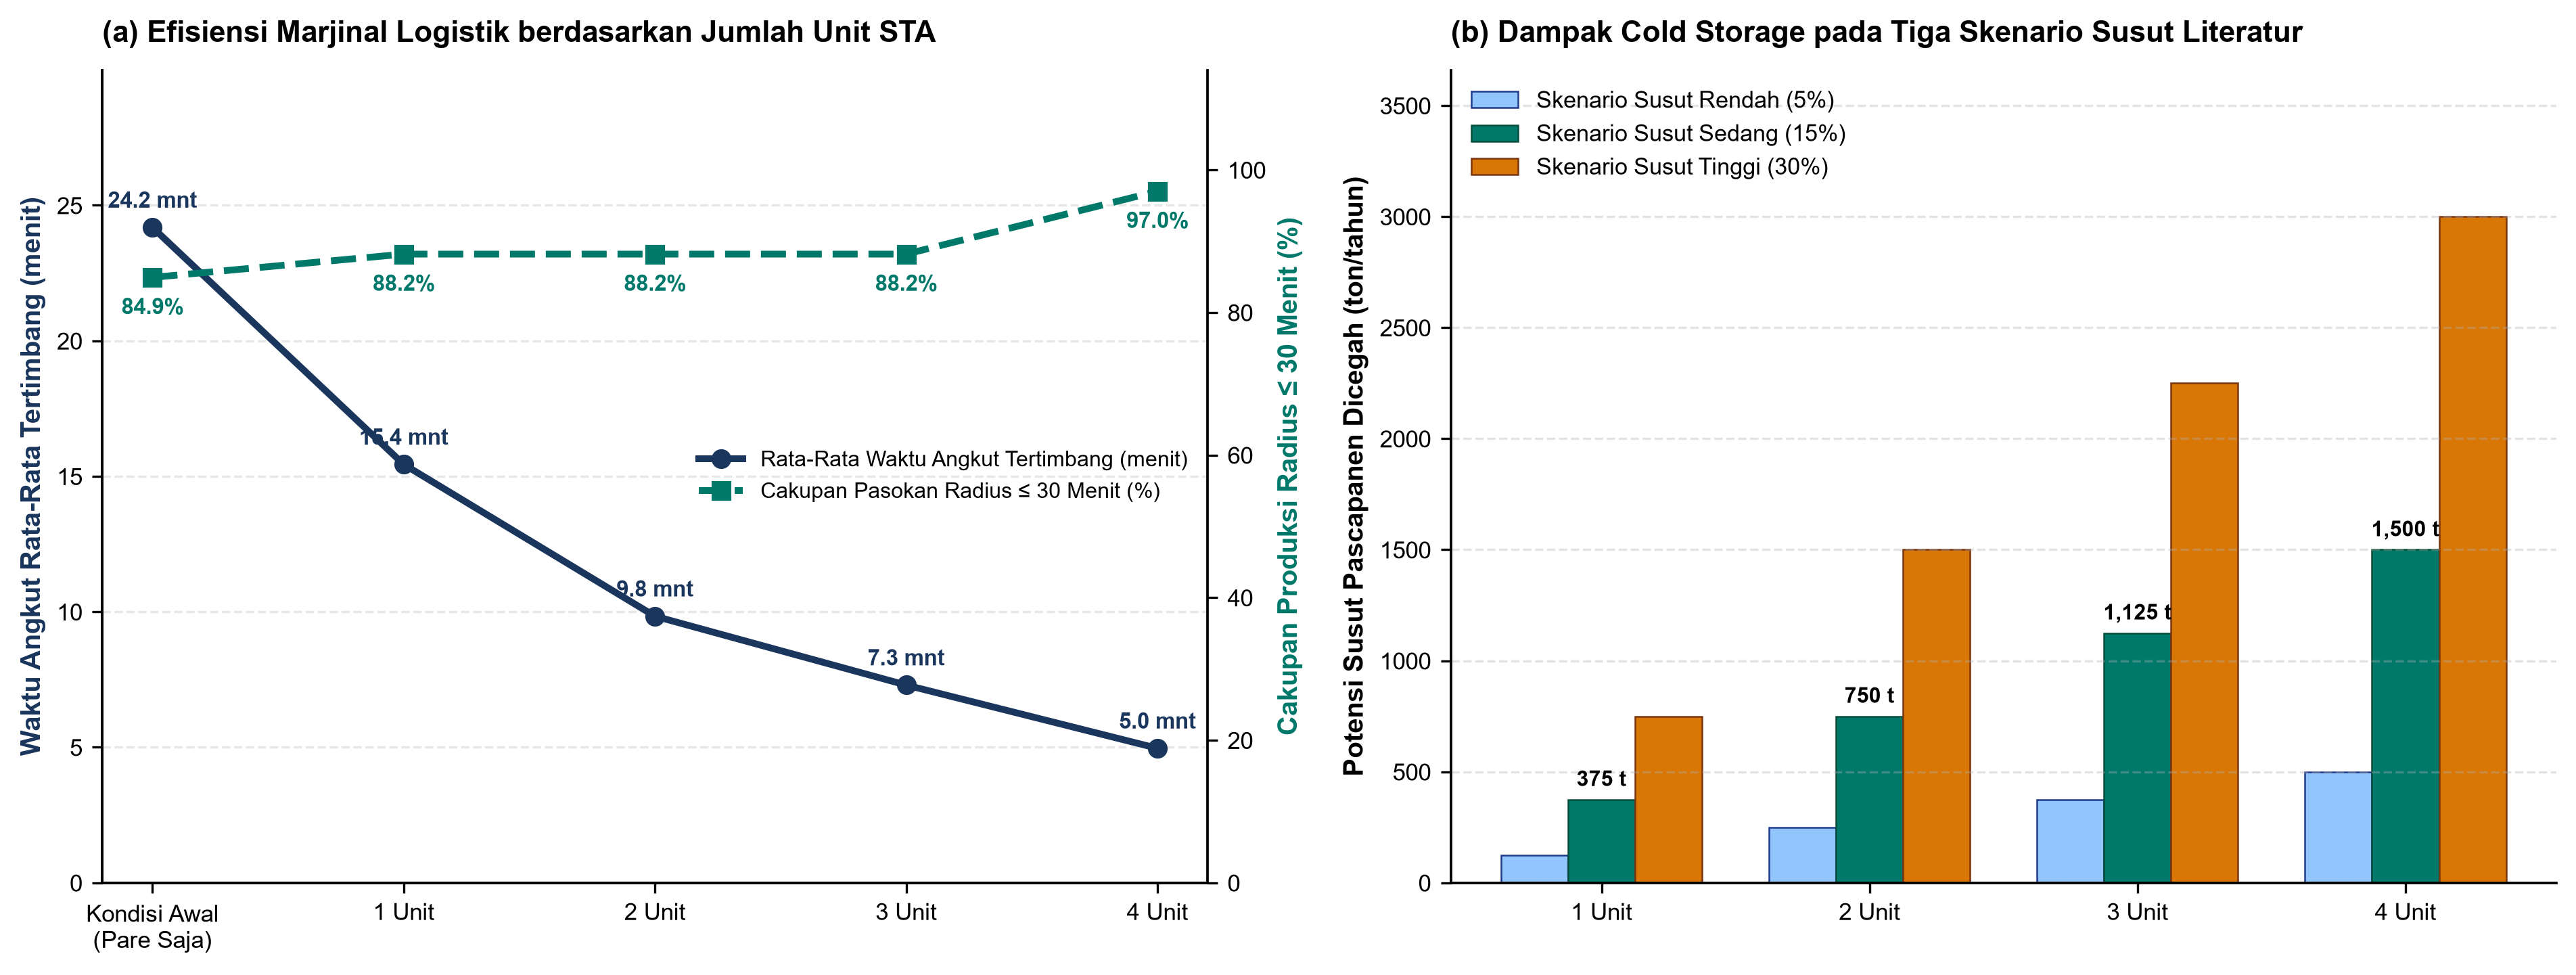 (a) Efisiensi Marjinal Logistik berdasarkan Jumlah Unit STA
Waktu Angkut Rata-Rata Tertimbang (menit)
25
20
15
10
5
0
24.2 mnt
15.4 mnt
9.8 mnt
7.3 mnt
5.0 mnt
84.9%
88.2%
88.2%
88.2%
97.0%
Rata-Rata Waktu Angkut Tertimbang (menit)
Cakupan Pasokan Radius ≤ 30 Menit (%)
100
80
60
40
20
0
Cakupan Produksi Radius ≤ 30 Menit (%)
Kondisi Awal
(Pare Saja)
1 Unit
2 Unit
3 Unit
4 Unit
(b) Dampak Cold Storage pada Tiga Skenario Susut Literatur
Potensi Susut Pascapanen Dicegah (ton/tahun)
3500
3000
2500
2000
1500
1000
500
0
Skenario Susut Rendah (5%)
Skenario Susut Sedang (15%)
Skenario Susut Tinggi (30%)
375 t
750 t
1,125 t
1,500 t
1 Unit
2 Unit
3 Unit
4 Unit